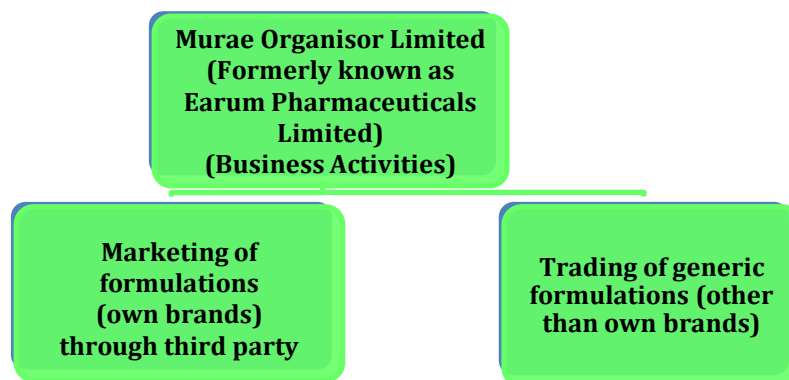 Murae Organisor Limited
(Formerly known as
Earum Pharmaceuticals
Limited)
(Business Activities)
Marketing of
formulations
(own brands)
through third party
Trading of generic
formulations (other
than own brands)